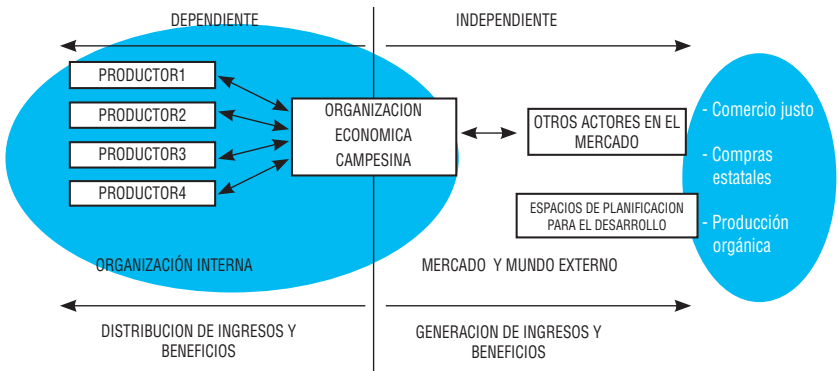 DEPENDIENTE
INDEPENDIENTE
PRODUCTOR1
PRODUCTOR2
PRODUCTOR3
PRODUCTOR4
ORGANIZACION
ECONOMICA
CAMPESINA
OTROS ACTORES EN EL
MERCADO
ESPACIOS DE PLANIFICACION
PARA EL DESARROLLO
- Comercio justo
- Compras
estatales
- Producción
orgánica
ORGANIZACIÓN INTERNA
MERCADO Y MUNDO EXTERNO
DISTRIBUCION DE INGRESOS Y
BENEFICIOS
GENERACION DE INGRESOS Y
BENEFICIOS